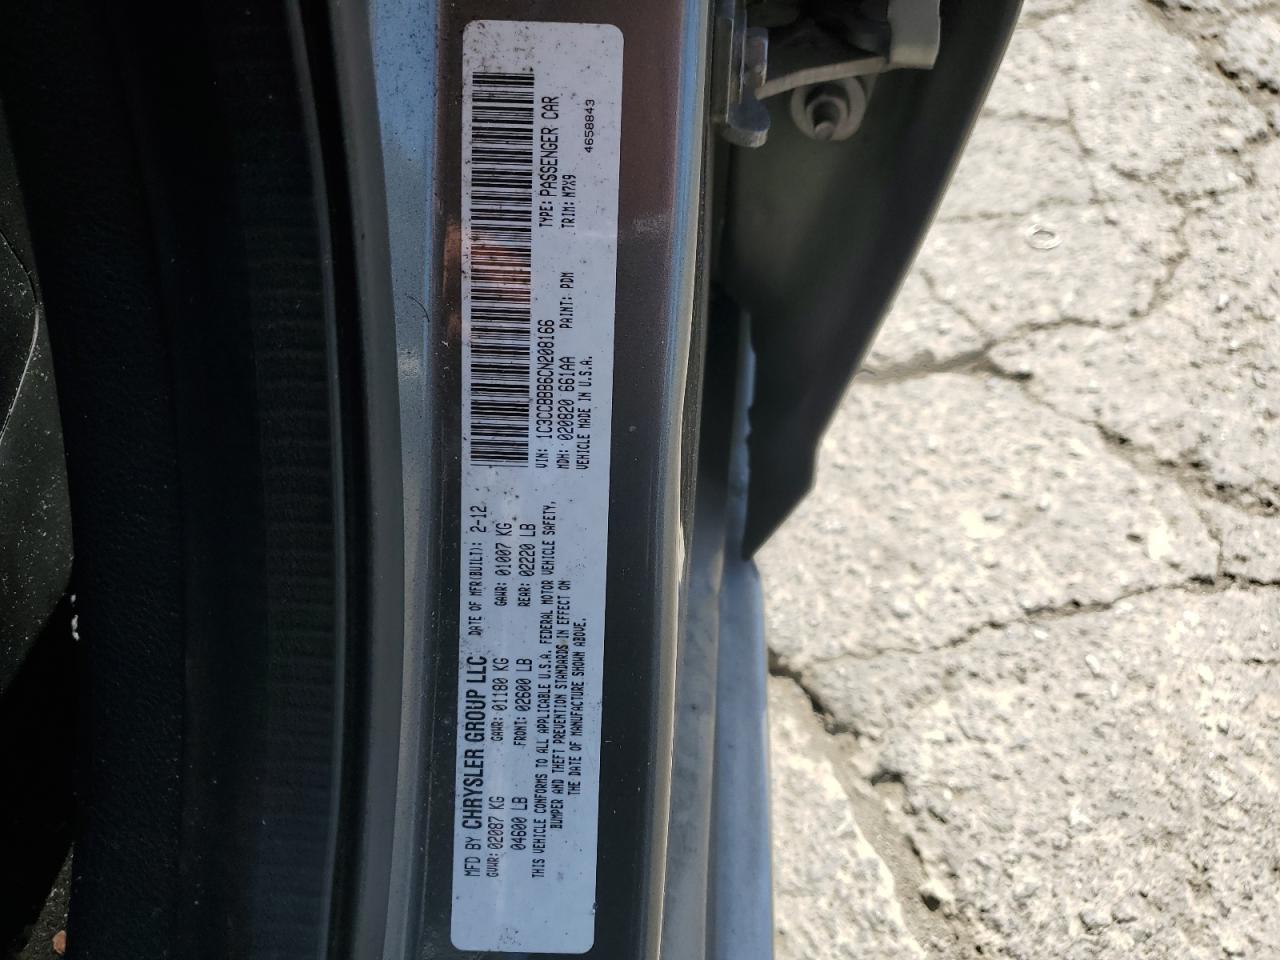 MFD BY CHRYSLER GROUP LLC DATE OF MFR(BUILT): 2-12
GVWR: 02087 KG GAWR: 01180 KG GAWR: 01007 KG
04600 LB FRONT: 02600 LB REAR: 02220 LB
THIS VEHICLE CONFORMS TO ALL APPLICABLE U.S.A. FEDERAL MOTOR VEHICLE SAFETY,
BUMPER AND THEFT PREVENTION STANDARDS IN EFFECT ON
THE DATE OF MANUFACTURE SHOWN ABOVE.
VIN: 1C3CCBBB6CN208166 TYPE: PASSENGER CAR
MDH: 020820 661AA PAINT: PDM TRIM: M7X9
VEHICLE MADE IN U.S.A. 4658843